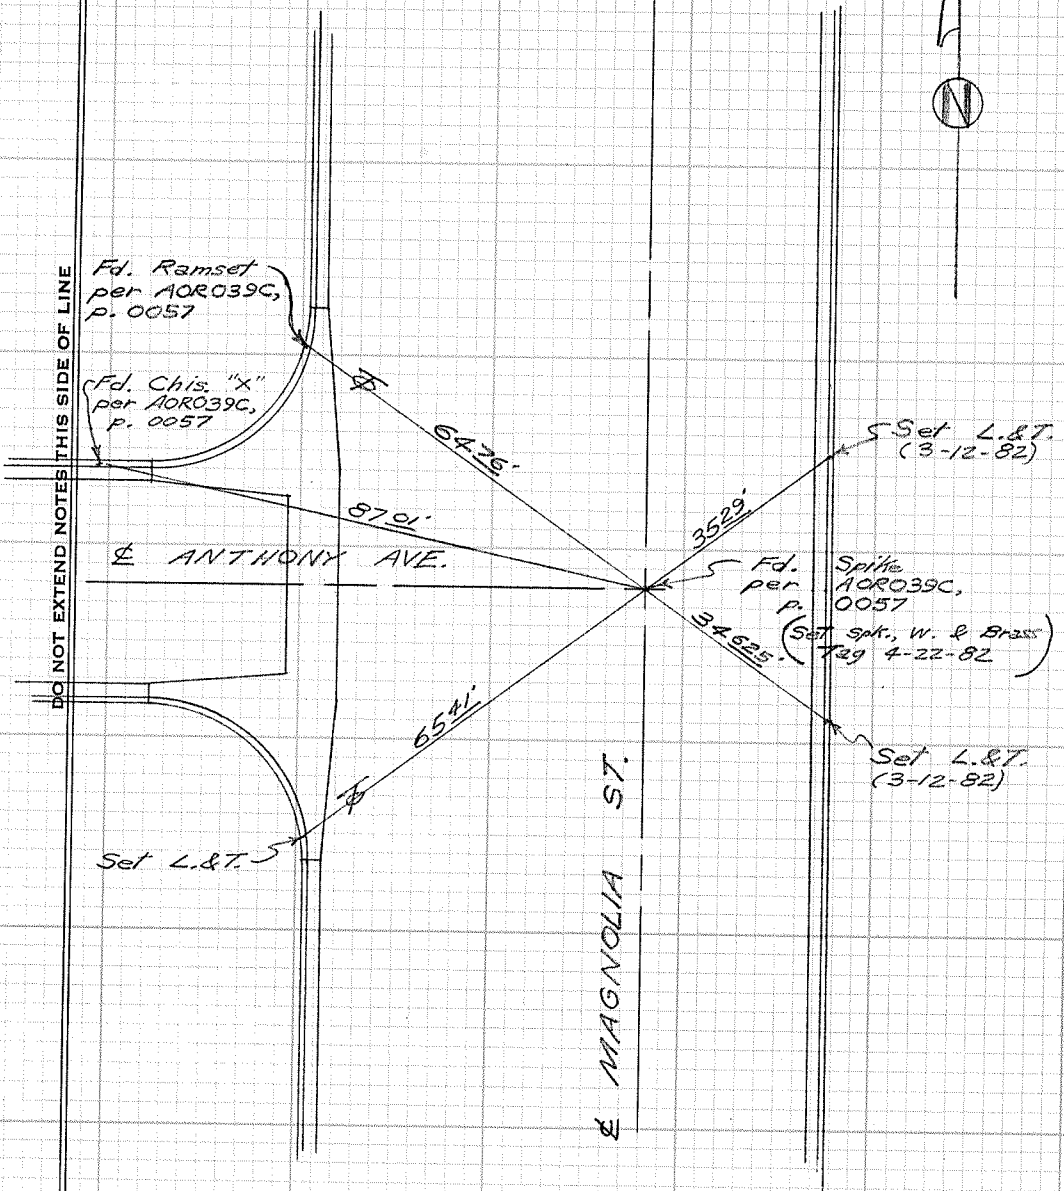 N
Fd. Ramset
per AOR039C,
p. 0057
Fd. Chis. "X"
per AOR039C,
p. 0057
DO NOT EXTEND NOTES THIS SIDE OF LINE
64.76'
87.01'
35.29'
Set L.&T.
(3-12-82)
℄ ANTHONY AVE.
Fd. Spike
per AOR039C,
p. 0057
(Set spk., W. & Brass
Tag 4-22-82)
34.625'
65.41'
Set L.&T.
(3-12-82)
Set L.&T.
℄ MAGNOLIA ST.